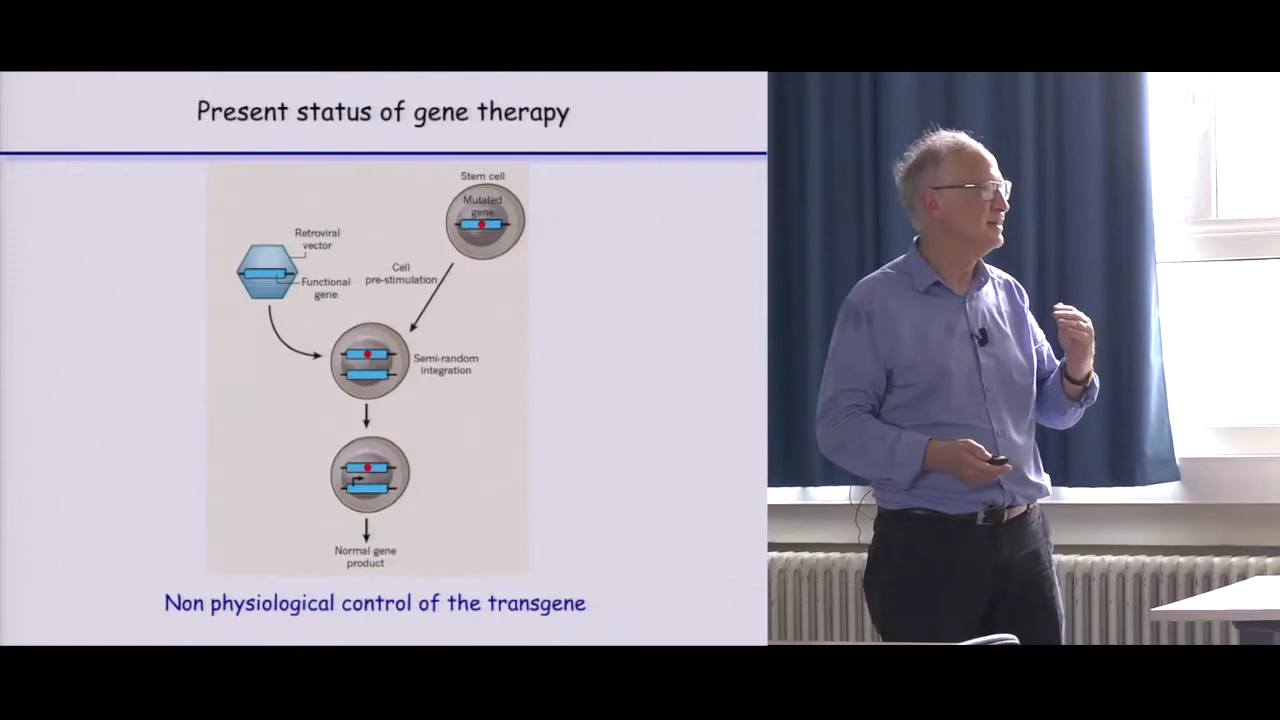 Present status of gene therapy
Stem cell
Mutated
gene
Retroviral
vector
Functional
gene
Cell
pre-stimulation
Semi-random
integration
Normal gene
product
Non physiological control of the transgene